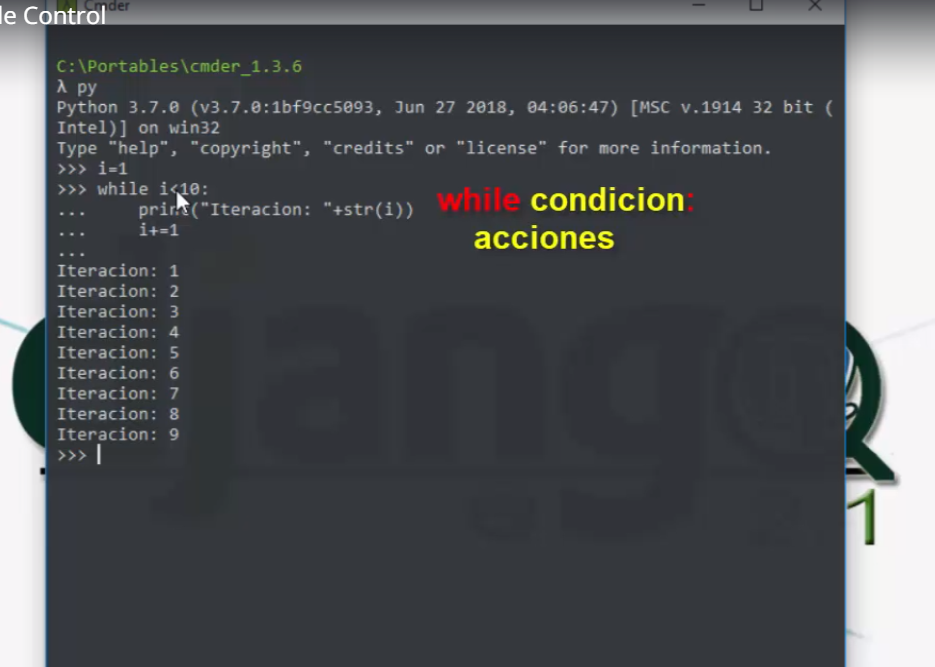 le Control
Cmder
C:\Portables\cmder_1.3.6
λ py
Python 3.7.0 (v3.7.0:1bf9cc5093, Jun 27 2018, 04:06:47) [MSC v.1914 32 bit (
Intel)] on win32
Type "help", "copyright", "credits" or "license" for more information.
>>> i=1
>>> while i<10:
...     print("Iteracion: "+str(i))
...     i+=1
...
while condicion:
acciones
Iteracion: 1
Iteracion: 2
Iteracion: 3
Iteracion: 4
Iteracion: 5
Iteracion: 6
Iteracion: 7
Iteracion: 8
Iteracion: 9
>>>
jang@
1